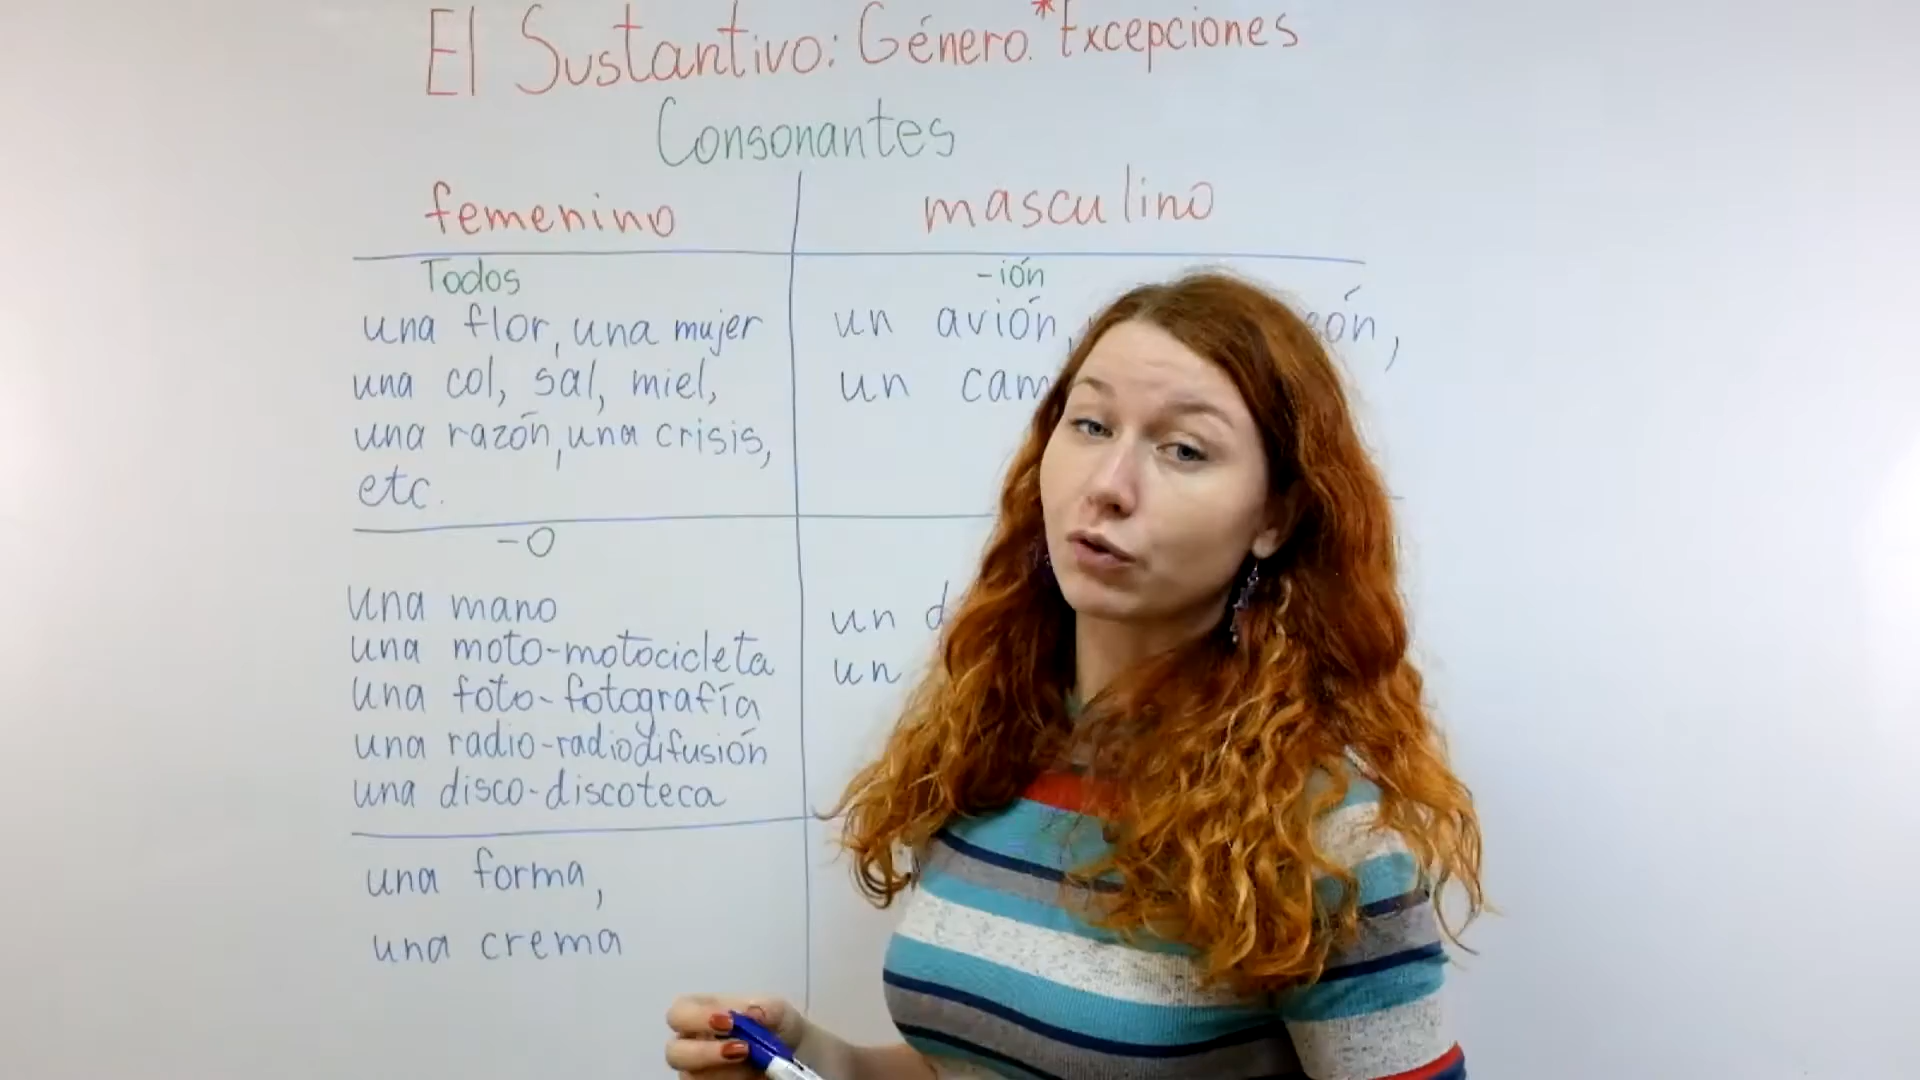 El Sustantivo: Género. *Excepciones
Consonantes
femenino
masculino
Todos
una flor, una mujer
una col, sal, miel,
una razón, una crisis,
etc.
-ión
un avión,
un
-o
una mano
una moto-motocicleta
una foto-fotografía
una radio-radiodifusión
una disco-discoteca
un
un
una forma,
una crema